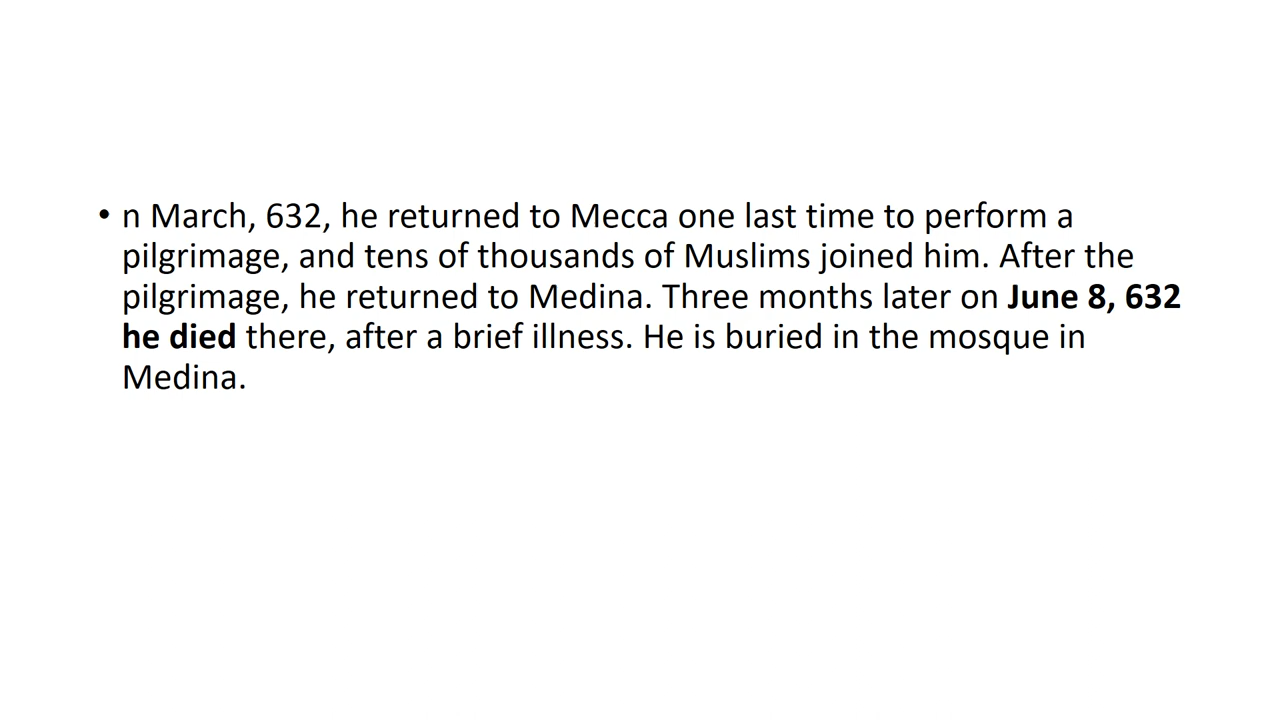 • n March, 632, he returned to Mecca one last time to perform a
pilgrimage, and tens of thousands of Muslims joined him. After the
pilgrimage, he returned to Medina. Three months later on June 8, 632
he died there, after a brief illness. He is buried in the mosque in
Medina.